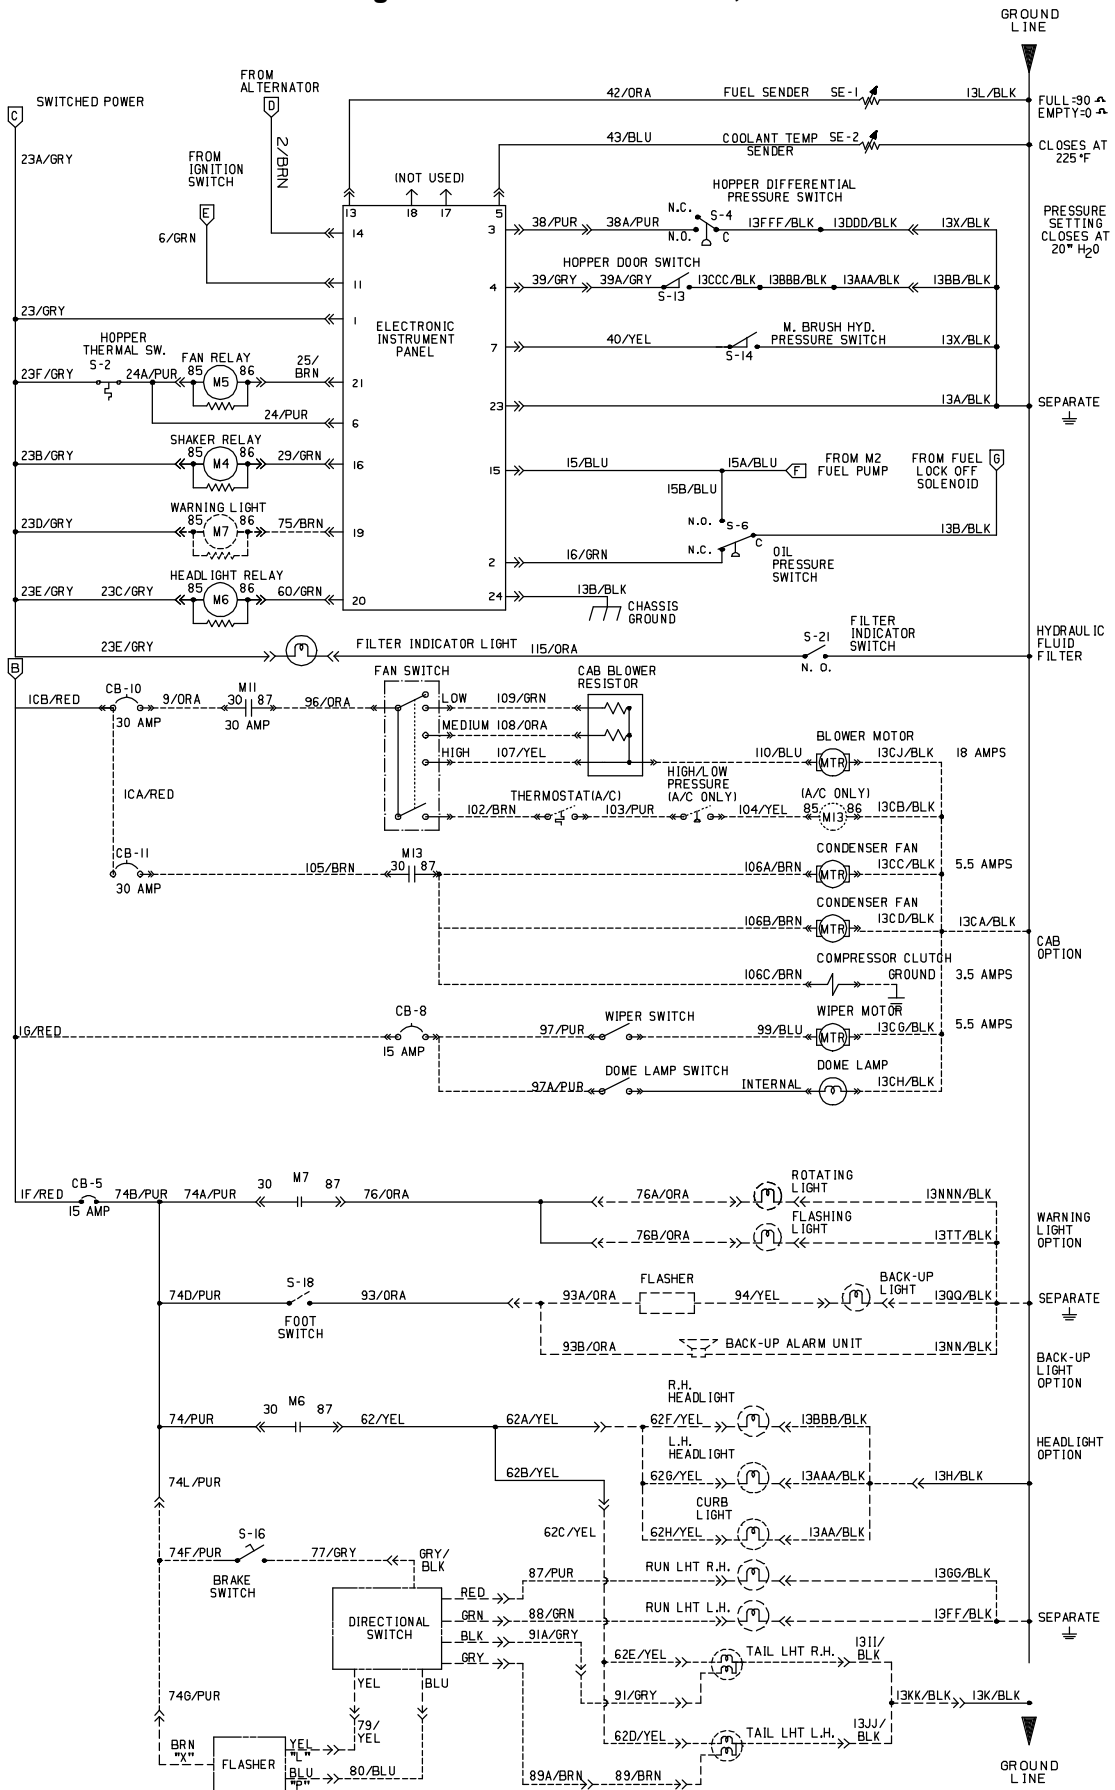 GROUND
LINE
FROM
ALTERNATOR
D
C
SWITCHED POWER
42/ORA
FUEL SENDER
SE-1
13L/BLK
FULL=90 Ω
EMPTY=0 Ω
23A/GRY
2/BRN
43/BLU
COOLANT TEMP
SENDER
SE-2
CLOSES AT
225°F
FROM
IGNITION
SWITCH
E
6/GRN
(NOT USED)
13
18
17
5
HOPPER DIFFERENTIAL
PRESSURE SWITCH
14
3
38/PUR
38A/PUR
N.C.
S-4
N.O.
C
13FFF/BLK
13DDD/BLK
13X/BLK
PRESSURE
SETTING
CLOSES AT
20" H2O
HOPPER DOOR SWITCH
11
4
39/GRY
39A/GRY
S-13
13CCC/BLK
13BBB/BLK
13AAA/BLK
13BB/BLK
23/GRY
1
ELECTRONIC
INSTRUMENT
PANEL
HOPPER
THERMAL SW.
S-2
7
40/YEL
S-14
M. BRUSH HYD.
PRESSURE SWITCH
13X/BLK
23F/GRY
24A/PUR
FAN RELAY
85
M5
86
25/
BRN
21
24/PUR
6
23
13A/BLK
SEPARATE
SHAKER RELAY
23B/GRY
85
M4
86
29/GRN
16
15
15/BLU
15A/BLU
F
FROM M2
FUEL PUMP
FROM FUEL
LOCK OFF
SOLENOID
G
15B/BLU
WARNING LIGHT
23D/GRY
85
M7
86
75/BRN
19
N.O.
S-6
N.C.
C
13B/BLK
OIL
PRESSURE
SWITCH
2
16/GRN
HEADLIGHT RELAY
23E/GRY
23C/GRY
85
M6
86
60/GRN
20
24
13B/BLK
CHASSIS
GROUND
23E/GRY
FILTER INDICATOR LIGHT
115/ORA
S-21
N. O.
FILTER
INDICATOR
SWITCH
HYDRAULIC
FLUID
FILTER
B
1CB/RED
CB-10
30 AMP
9/ORA
M11
30
87
30 AMP
96/ORA
FAN SWITCH
LOW
109/GRN
MEDIUM
108/ORA
HIGH
107/YEL
CAB BLOWER
RESISTOR
110/BLU
BLOWER MOTOR
MTR
13CJ/BLK
18 AMPS
1CA/RED
102/BRN
THERMOSTAT(A/C)
103/PUR
HIGH/LOW
PRESSURE
(A/C ONLY)
104/YEL
(A/C ONLY)
85
M13
86
13CB/BLK
CB-11
30 AMP
105/BRN
M13
30
87
106A/BRN
CONDENSER FAN
MTR
13CC/BLK
5.5 AMPS
106B/BRN
CONDENSER FAN
MTR
13CD/BLK
13CA/BLK
CAB
OPTION
106C/BRN
COMPRESSOR CLUTCH
GROUND
3.5 AMPS
1G/RED
CB-8
15 AMP
97/PUR
WIPER SWITCH
99/BLU
WIPER MOTOR
MTR
13CG/BLK
5.5 AMPS
97A/PUR
DOME LAMP SWITCH
INTERNAL
DOME LAMP
13CH/BLK
1F/RED
CB-5
15 AMP
74B/PUR
74A/PUR
30
M7
87
76/ORA
76A/ORA
ROTATING
LIGHT
13NNN/BLK
76B/ORA
FLASHING
LIGHT
13TT/BLK
WARNING
LIGHT
OPTION
74D/PUR
S-18
FOOT
SWITCH
93/ORA
93A/ORA
FLASHER
94/YEL
BACK-UP
LIGHT
13QQ/BLK
SEPARATE
93B/ORA
BACK-UP ALARM UNIT
13NN/BLK
BACK-UP
LIGHT
OPTION
74/PUR
30
M6
87
62/YEL
62A/YEL
R.H.
HEADLIGHT
62F/YEL
13BBB/BLK
HEADLIGHT
OPTION
74L/PUR
62B/YEL
L.H.
HEADLIGHT
62G/YEL
13AAA/BLK
13H/BLK
62C/YEL
CURB
LIGHT
62H/YEL
13AA/BLK
74F/PUR
S-16
BRAKE
SWITCH
77/GRY
GRY/
BLK
87/PUR
RUN LHT R.H.
13GG/BLK
DIRECTIONAL
SWITCH
RED
GRN
88/GRN
RUN LHT L.H.
13FF/BLK
SEPARATE
BLK
91A/GRY
GRY
62E/YEL
TAIL LHT R.H.
13II/
BLK
YEL
BLU
91/GRY
74G/PUR
13KK/BLK
13K/BLK
79/
YEL
62D/YEL
TAIL LHT L.H.
13JJ/
BLK
BRN
"X"
FLASHER
YEL
"L"
BLU
"P"
80/BLU
89A/BRN
89/BRN
GROUND
LINE